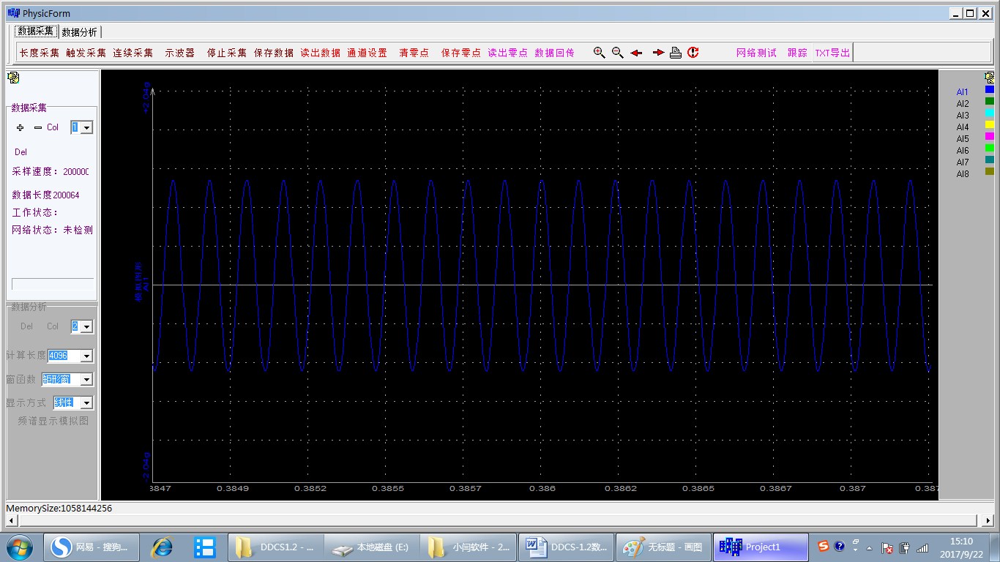 PhysicForm
数据采集 数据分析
长度采集 触发采集 连续采集 示波器 停止采集 保存数据 读出数据 通道设置 清零点 保存零点 读出零点 数据回传 网络测试 跟踪 TXT导出
数据采集
Col 1
Del
采样速度：
数据长度200064
工作状态：
网络状态：未检测
数据分析
Del Col 2
计算长度 4096
窗函数 矩形窗
显示方式 线性
频谱显示模拟图
模拟图形
AI1
0.3849 0.3852 0.3855 0.3857 0.386 0.3862 0.3865 0.3867 0.387
AI1
AI2
AI3
AI4
AI5
AI6
AI7
AI8
MemorySize:1058144256
网易 - 搜狗... DDCS1.2 - ... 本地磁盘 (E:) 小闫软件 - 2... DDCS-1.2数... 无标题 - 画图 Project1
15:10
2017/9/22